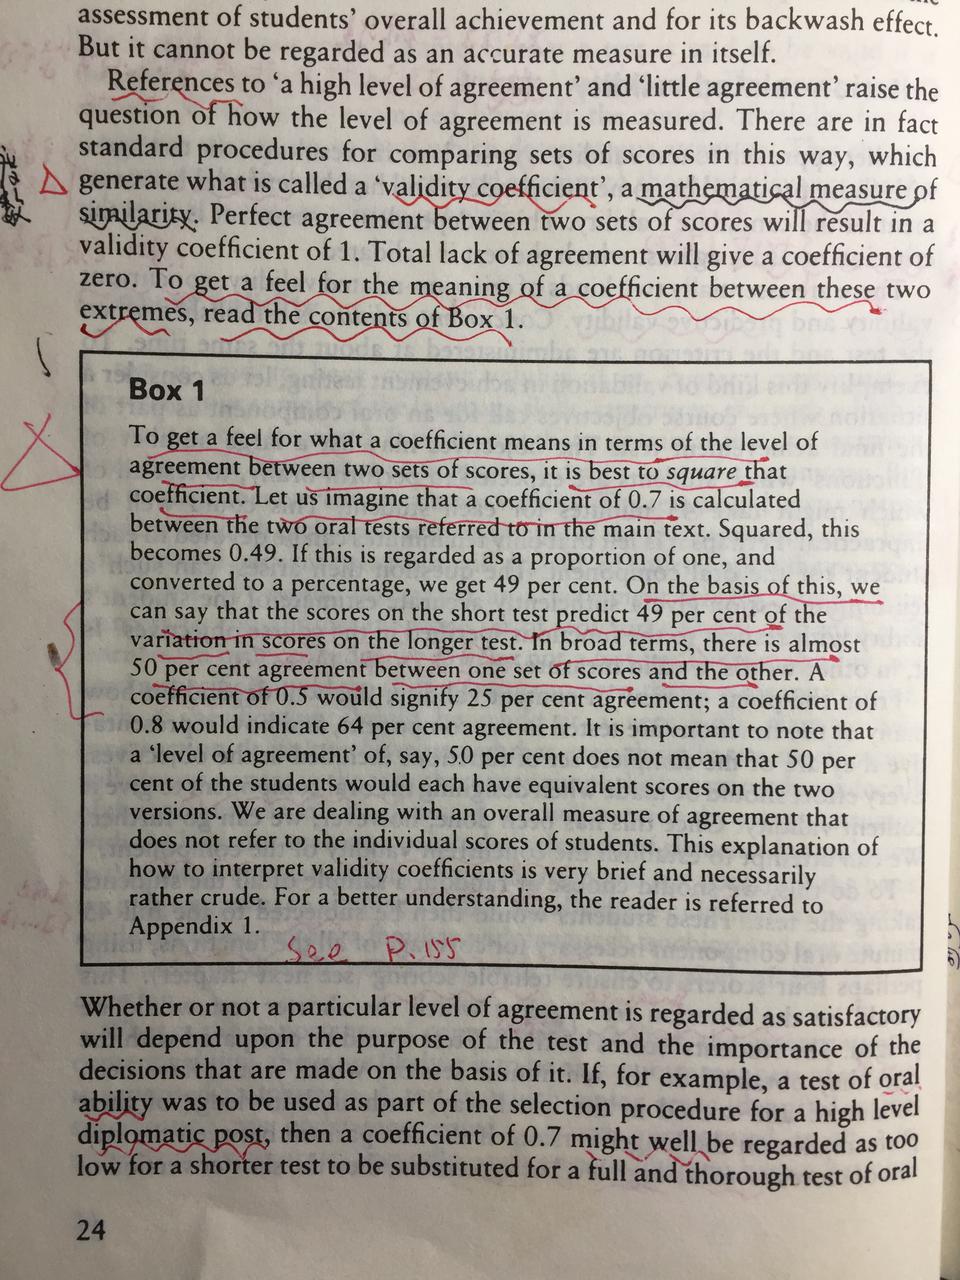 assessment of students' overall achievement and for its backwash effect.
But it cannot be regarded as an accurate measure in itself.
References to 'a high level of agreement' and 'little agreement' raise the
question of how the level of agreement is measured. There are in fact
standard procedures for comparing sets of scores in this way, which
generate what is called a 'validity coefficient', a mathematical measure of
similarity. Perfect agreement between two sets of scores will result in a
validity coefficient of 1. Total lack of agreement will give a coefficient of
zero. To get a feel for the meaning of a coefficient between these two
extremes, read the contents of Box 1.
Box 1
To get a feel for what a coefficient means in terms of the level of
agreement between two sets of scores, it is best to square that
coefficient. Let us imagine that a coefficient of 0.7 is calculated
between the two oral tests referred to in the main text. Squared, this
becomes 0.49. If this is regarded as a proportion of one, and
converted to a percentage, we get 49 per cent. On the basis of this, we
can say that the scores on the short test predict 49 per cent of the
variation in scores on the longer test. In broad terms, there is almost
50 per cent agreement between one set of scores and the other. A
coefficient of 0.5 would signify 25 per cent agreement; a coefficient of
0.8 would indicate 64 per cent agreement. It is important to note that
a 'level of agreement' of, say, 50 per cent does not mean that 50 per
cent of the students would each have equivalent scores on the two
versions. We are dealing with an overall measure of agreement that
does not refer to the individual scores of students. This explanation of
how to interpret validity coefficients is very brief and necessarily
rather crude. For a better understanding, the reader is referred to
Appendix 1.
See P.155
Whether or not a particular level of agreement is regarded as satisfactory
will depend upon the purpose of the test and the importance of the
decisions that are made on the basis of it. If, for example, a test of oral
ability was to be used as part of the selection procedure for a high level
diplomatic post, then a coefficient of 0.7 might well be regarded as too
low for a shorter test to be substituted for a full and thorough test of oral
24